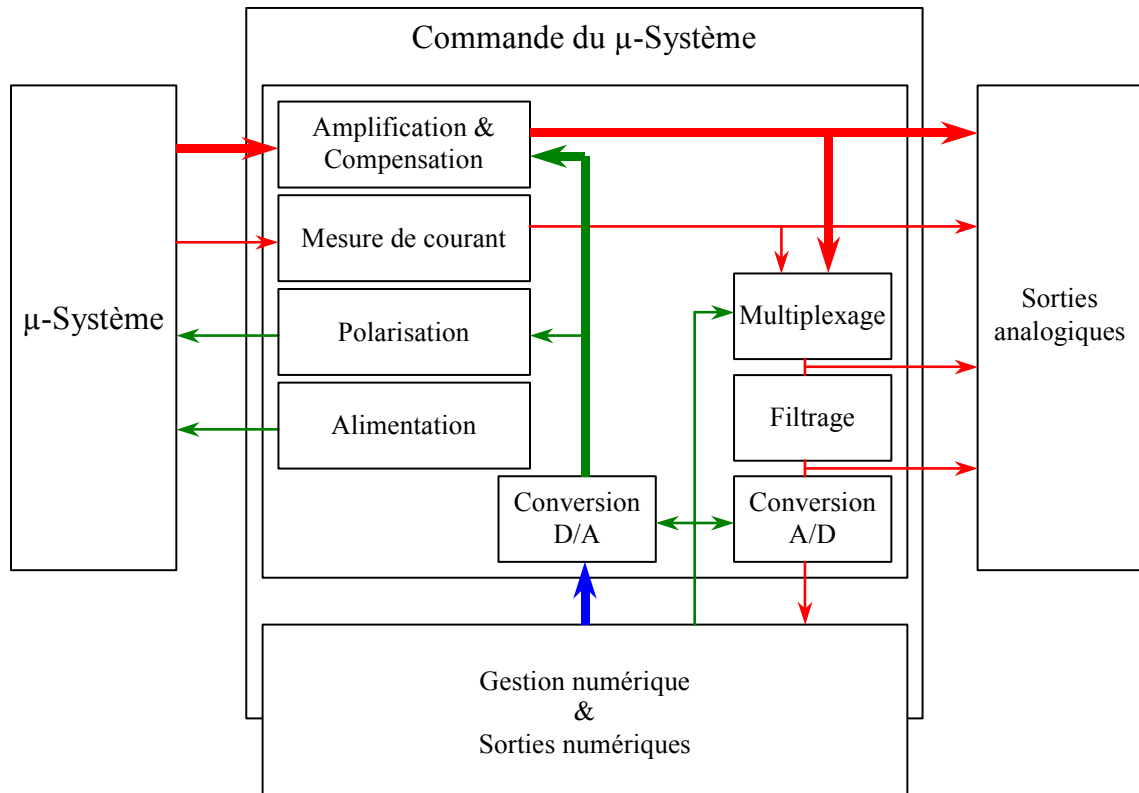 Commande du µ-Système
µ-Système
Amplification &
Compensation
Mesure de courant
Polarisation
Alimentation
Conversion
D/A
Multiplexage
Filtrage
Conversion
A/D
Sorties
analogiques
Gestion numérique
&
Sorties numériques